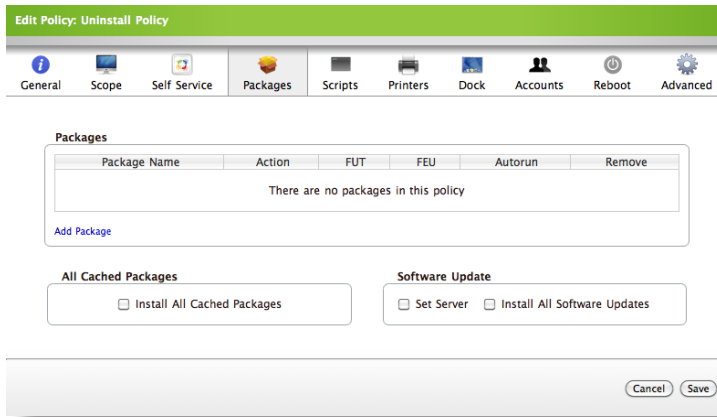 Edit Policy: Uninstall Policy
General Scope Self Service Packages Scripts Printers Dock Accounts Reboot Advanced
Packages
Package Name Action FUT FEU Autorun Remove
There are no packages in this policy
Add Package
All Cached Packages Software Update
Install All Cached Packages Set Server Install All Software Updates
Cancel Save